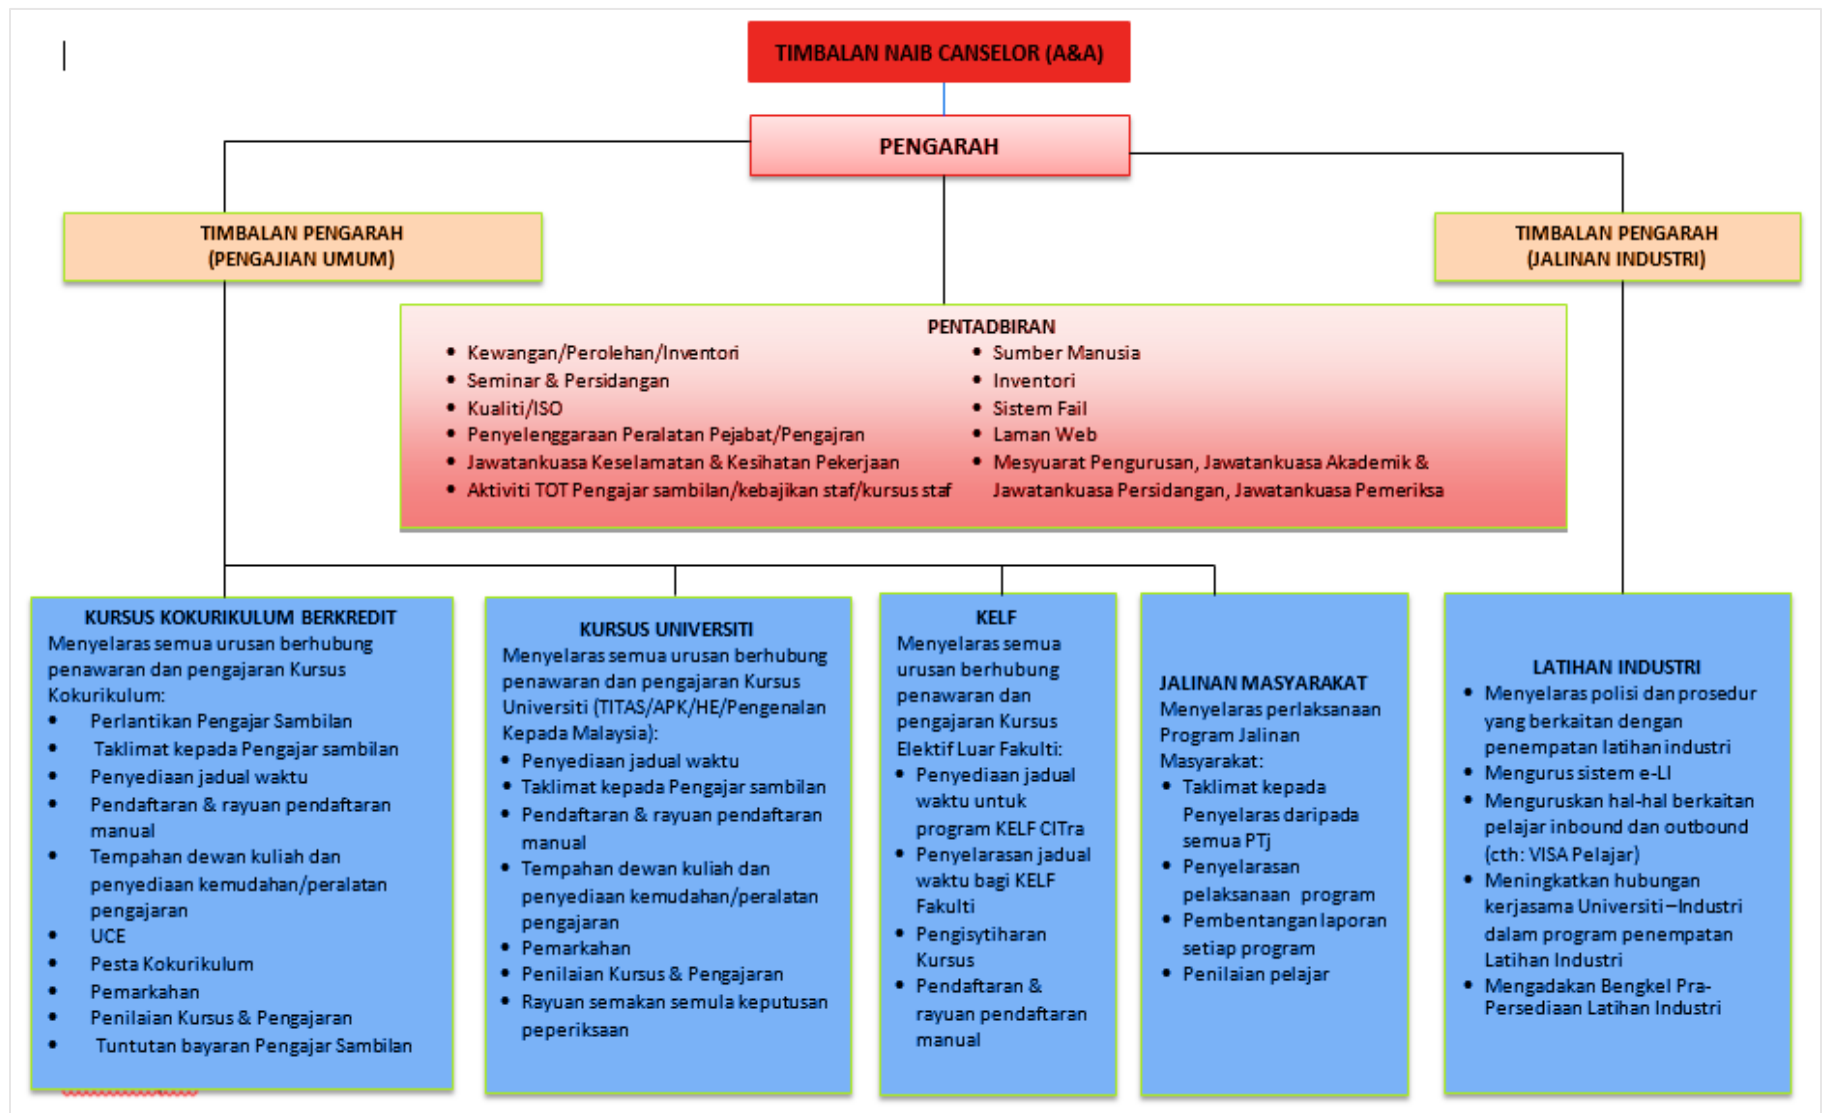 TIMBALAN NAIB CANSELOR (A&A)
PENGARAH
TIMBALAN PENGARAH
(PENGAJIAN UMUM)
TIMBALAN PENGARAH
(JALINAN INDUSTRI)
PENTADBIRAN
• Kewangan/Perolehan/Inventori
• Seminar & Persidangan
• Kualiti/ISO
• Penyelenggaraan Peralatan Pejabat/Pengajran
• Jawatankuasa Keselamatan & Kesihatan Pekerjaan
• Aktiviti TOT Pengajar sambilan/kebajikan staf/kursus staf
• Sumber Manusia
• Inventori
• Sistem Fail
• Laman Web
• Mesyuarat Pengurusan, Jawatankuasa Akademik &
Jawatankuasa Persidangan, Jawatankuasa Pemeriksa
KURSUS KOKURIKULUM BERKREDIT
Menyelaras semua urusan berhubung
penawaran dan pengajaran Kursus
Kokurikulum:
• Perlantikan Pengajar Sambilan
• Taklimat kepada Pengajar sambilan
• Penyediaan jadual waktu
• Pendaftaran & rayuan pendaftaran
manual
• Tempahan dewan kuliah dan
penyediaan kemudahan/peralatan
pengajaran
• UCE
• Pesta Kokurikulum
• Pemarkahan
• Penilaian Kursus & Pengajaran
• Tuntutan bayaran Pengajar Sambilan
KURSUS UNIVERSITI
Menyelaras semua urusan berhubung
penawaran dan pengajaran Kursus
Universiti (TITAS/APK/HE/Pengenalan
Kepada Malaysia):
• Penyediaan jadual waktu
• Taklimat kepada Pengajar sambilan
• Pendaftaran & rayuan pendaftaran
manual
• Tempahan dewan kuliah dan
penyediaan kemudahan/peralatan
pengajaran
• Pemarkahan
• Penilaian Kursus & Pengajaran
• Rayuan semakan semula keputusan
peperiksaan
KELF
Menyelaras semua
urusan berhubung
penawaran dan
pengajaran Kursus
Elektif Luar Fakulti:
• Penyediaan jadual
waktu untuk
program KELF CITra
• Penyelarasan jadual
waktu bagi KELF
Fakulti
• Pengisytiharan
Kursus
• Pendaftaran &
rayuan pendaftaran
manual
JALINAN MASYARAKAT
Menyelaras perlaksanaan
Program Jalinan
Masyarakat:
• Taklimat kepada
Penyelaras daripada
semua PTj
• Penyelarasan
pelaksanaan program
• Pembentangan laporan
setiap program
• Penilaian pelajar
LATIHAN INDUSTRI
• Menyelaras polisi dan prosedur
yang berkaitan dengan
penempatan latihan industri
• Mengurus sistem e-LI
• Menguruskan hal-hal berkaitan
pelajar inbound dan outbound
(cth: VISA Pelajar)
• Meningkatkan hubungan
kerjasama Universiti –Industri
dalam program penempatan
Latihan Industri
• Mengadakan Bengkel Pra-
Persediaan Latihan Industri